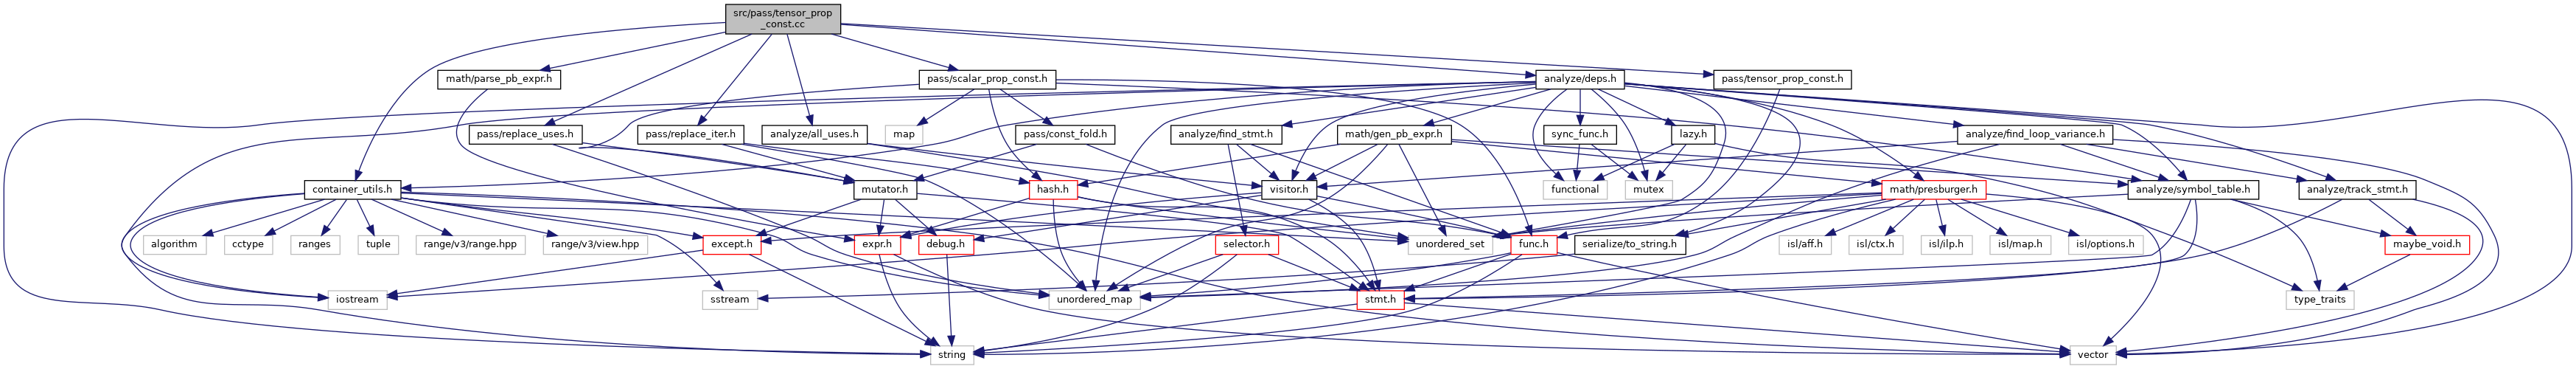 src/pass/tensor_prop
_const.cc
math/parse_pb_expr.h
pass/scalar_prop_const.h
analyze/deps.h
pass/tensor_prop_const.h
pass/replace_uses.h
pass/replace_iter.h
analyze/all_uses.h
map
pass/const_fold.h
analyze/find_stmt.h
math/gen_pb_expr.h
sync_func.h
lazy.h
analyze/find_loop_variance.h
container_utils.h
mutator.h
hash.h
visitor.h
functional
mutex
math/presburger.h
analyze/symbol_table.h
analyze/track_stmt.h
algorithm
cctype
ranges
tuple
range/v3/range.hpp
range/v3/view.hpp
except.h
expr.h
debug.h
unordered_set
selector.h
func.h
serialize/to_string.h
isl/aff.h
isl/ctx.h
isl/ilp.h
isl/map.h
isl/options.h
maybe_void.h
iostream
sstream
unordered_map
stmt.h
type_traits
string
vector